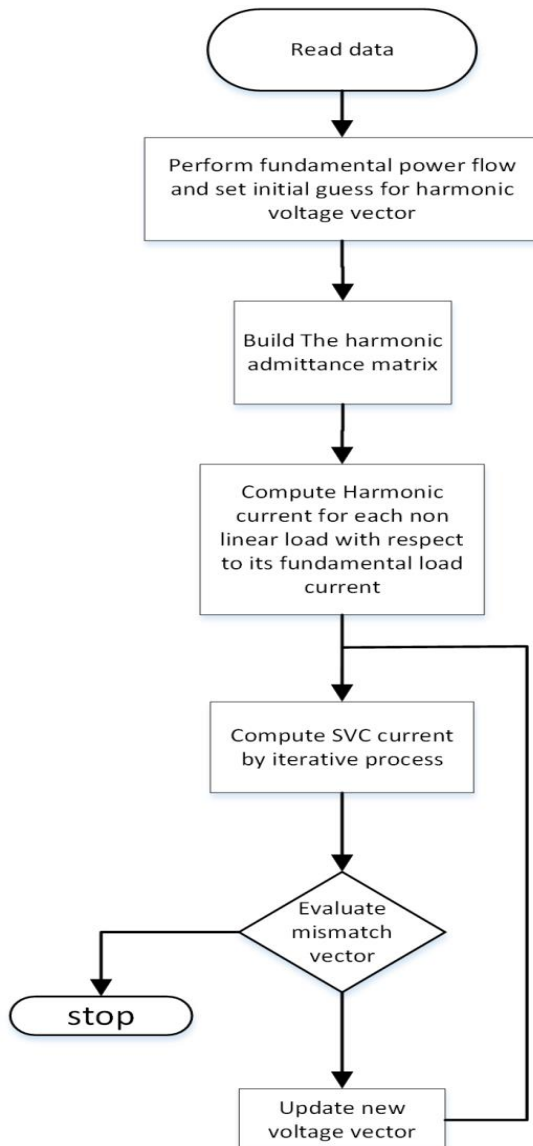 Read data
Perform fundamental power flow
and set initial guess for harmonic
voltage vector
Build The harmonic
admittance matrix
Compute Harmonic
current for each non
linear load with respect
to its fundamental load
current
Compute SVC current
by iterative process
Evaluate
mismatch
vector
stop
Update new
voltage vector